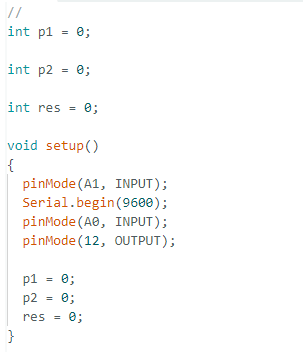 //
int p1 = 0;
int p2 = 0;
int res = 0;
void setup()
{
pinMode(A1, INPUT);
Serial.begin(9600);
pinMode(A0, INPUT);
pinMode(12, OUTPUT);
p1 = 0;
p2 = 0;
res = 0;
}